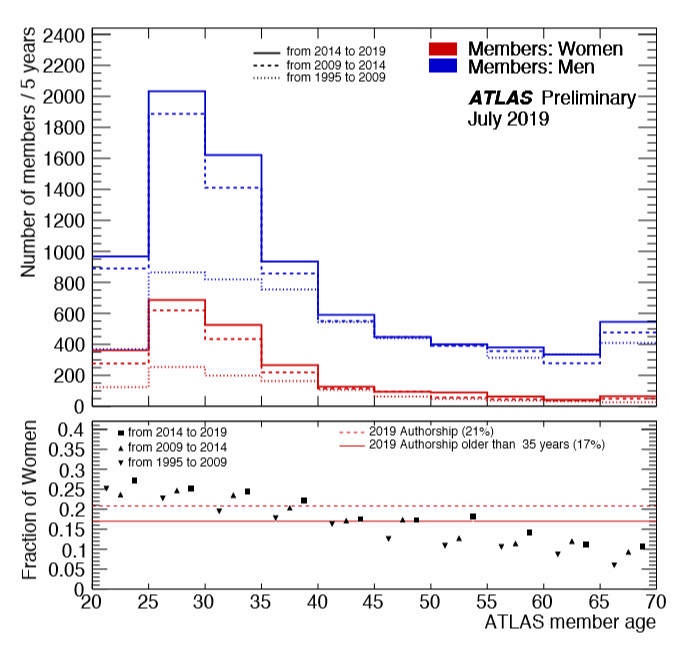 from 2014 to 2019
from 2009 to 2014
from 1995 to 2009
Members: Women
Members: Men
ATLAS Preliminary
July 2019
Number of members / 5 years
2400
2200
2000
1800
1600
1400
1200
1000
800
600
400
200
0
from 2014 to 2019
from 2009 to 2014
from 1995 to 2009
2019 Authorship (21%)
2019 Authorship older than 35 years (17%)
Fraction of Women
0.4
0.35
0.3
0.25
0.2
0.15
0.1
0.05
0
20 25 30 35 40 45 50 55 60 65 70
ATLAS member age